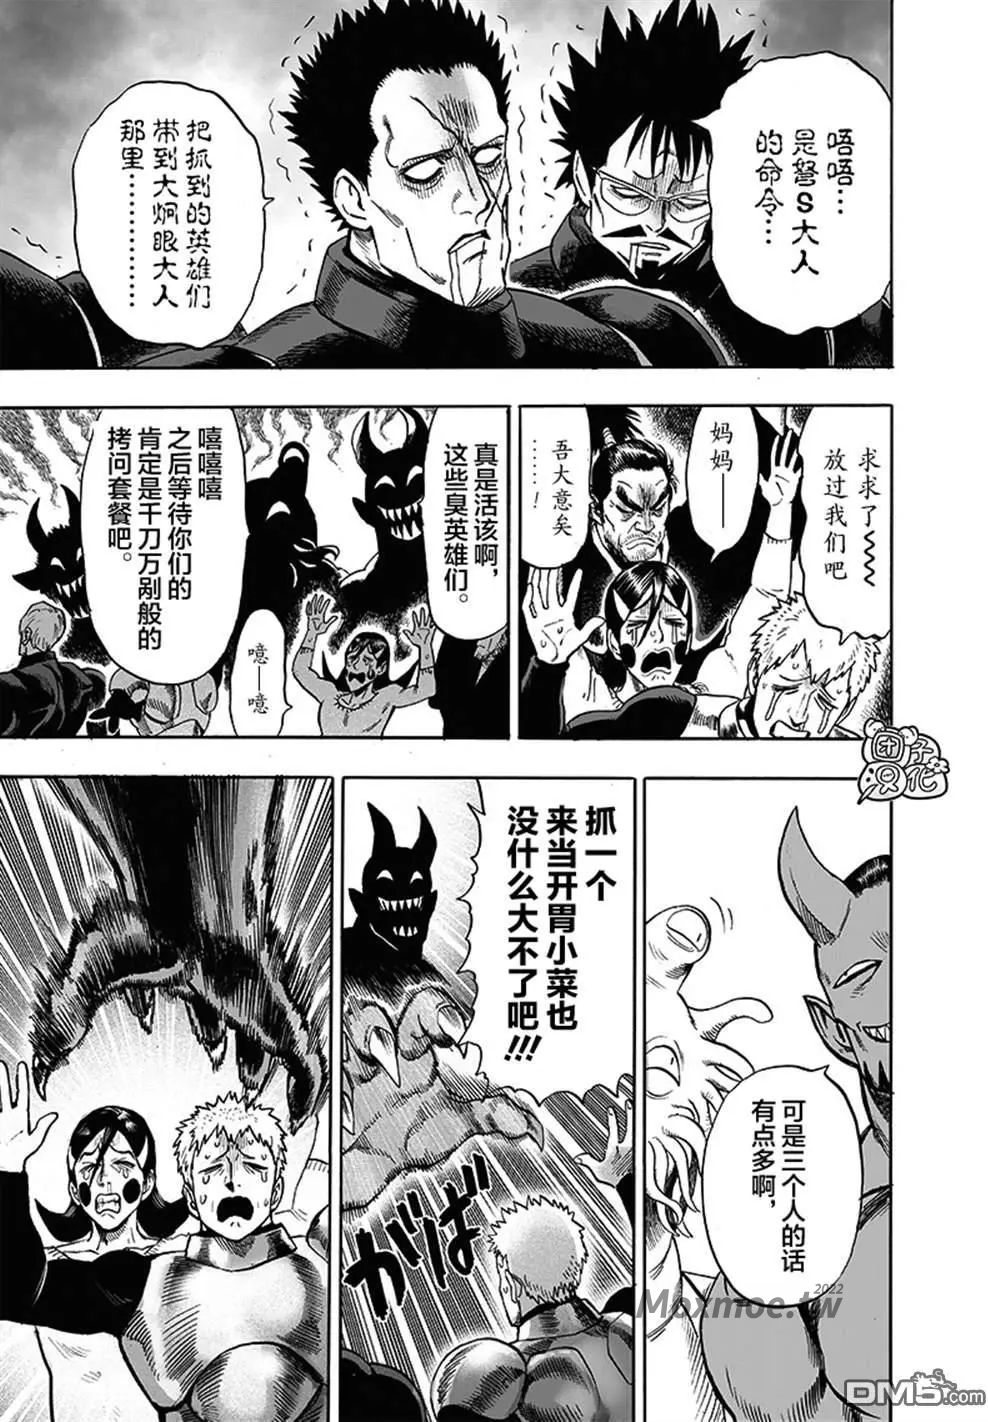 唔唔…
是弩S大人
的命令…
把抓到的英雄们
带到大炯眼大人
那里………
求求了~~
放过我们吧
妈妈——
吾大意矣
……!
真是活该啊，
这些臭英雄们。
噫—噫
嘻嘻嘻
之后等待你们的
肯定是千刀万剐般的
拷问套餐吧。
团子
汉化
可是三个人的话
有点多啊，
抓一个
来当开胃小菜也
没什么大不了吧!!!
がば
2022
Moxmoe.tw
DM5.com